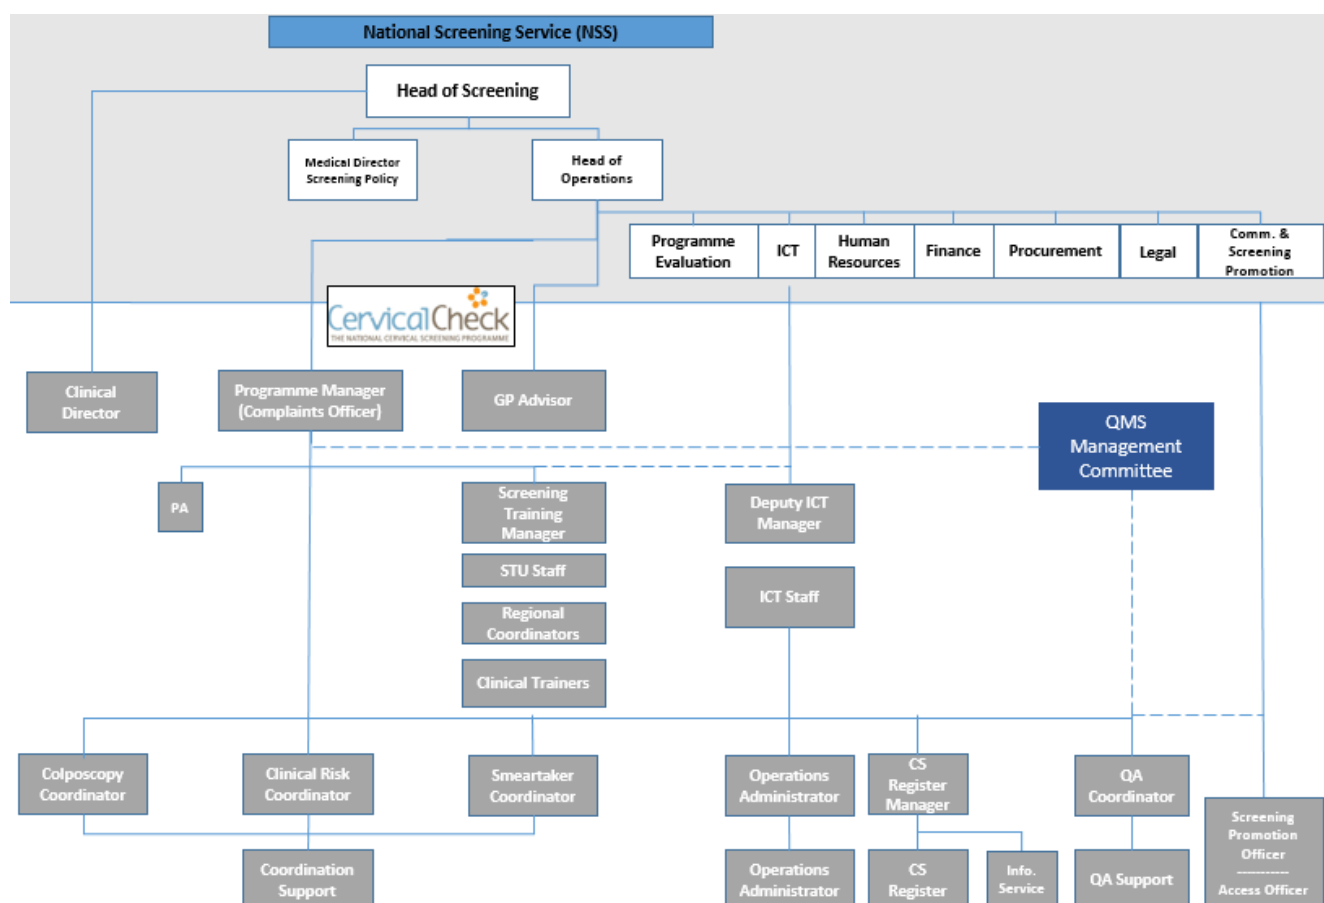 National Screening Service (NSS)
Head of Screening
Medical Director
Screening Policy
Head of
Operations
Programme
Evaluation
ICT
Human
Resources
Finance
Procurement
Legal
Comm. &
Screening
Promotion
CervicalCheck
THE NATIONAL CERVICAL SCREENING PROGRAMME
Clinical
Director
Programme Manager
(Complaints Officer)
GP Advisor
QMS
Management
Committee
PA
Screening
Training
Manager
Deputy ICT
Manager
STU Staff
ICT Staff
Regional
Coordinators
Clinical Trainers
Colposcopy
Coordinator
Clinical Risk
Coordinator
Smeartaker
Coordinator
Operations
Administrator
CS
Register
Manager
QA
Coordinator
Screening
Promotion
Officer
-----------
Access Officer
Coordination
Support
Operations
Administrator
CS
Register
Info.
Service
QA Support